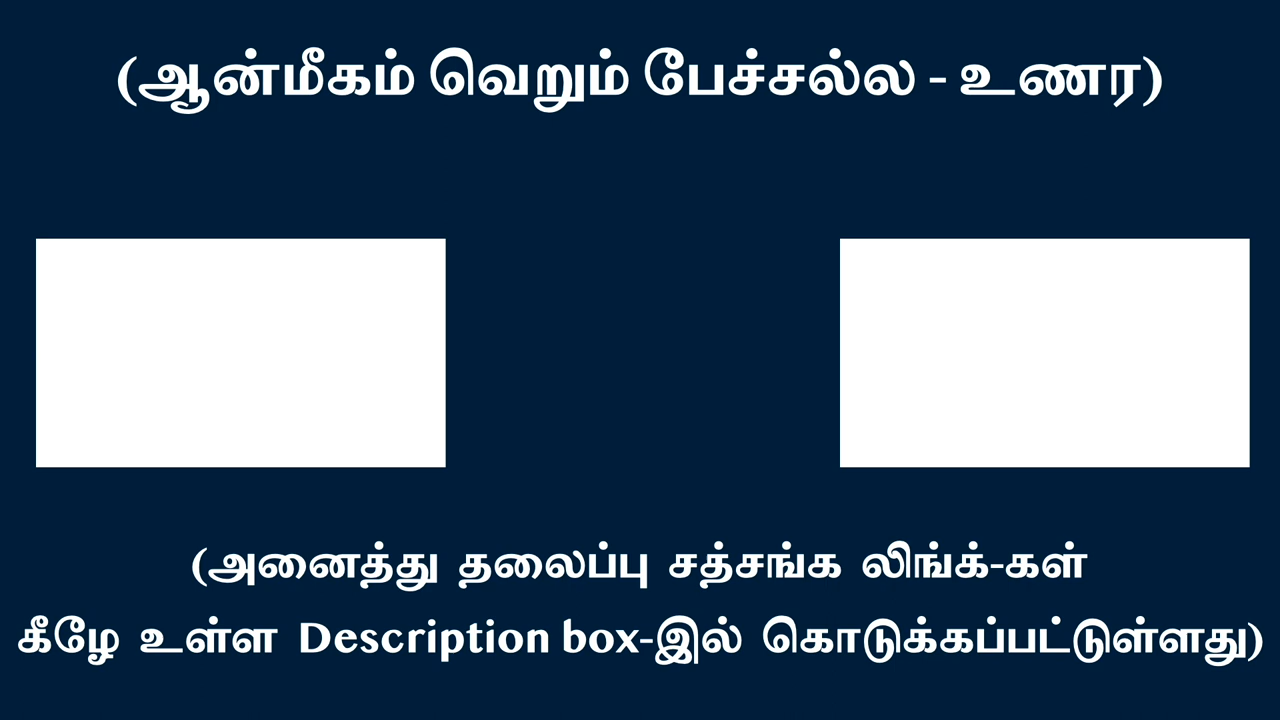 (ஆன்மீகம் வெறும் பேச்சல்ல - உணர)
(அனைத்து தலைப்பு சத்சங்க லிங்க்-கள்
கீழே உள்ள Description box-இல் கொடுக்கப்பட்டுள்ளது)